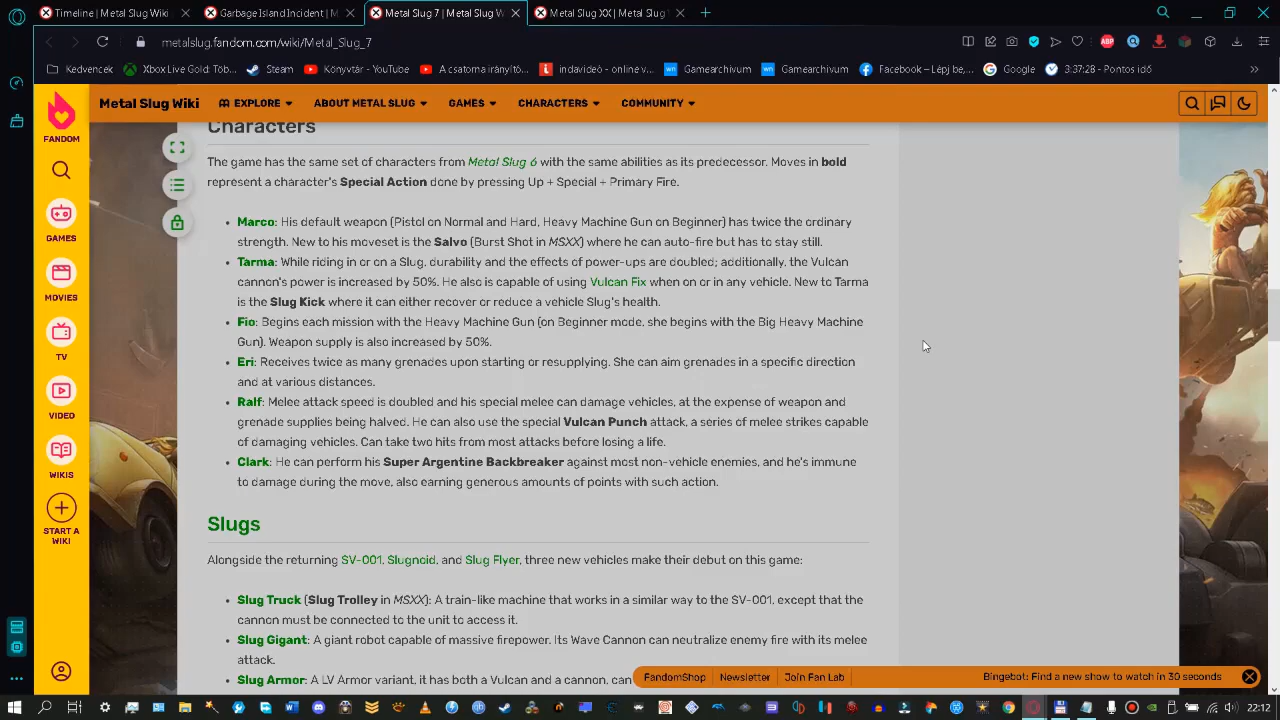 Timeline | Metal Slug Wiki
Garbage Island Incident | M
Metal Slug 7 | Metal Slug W
Metal Slug XX | Metal Slug
metalslug.fandom.com/wiki/Metal_Slug_7
Kedvencek
Xbox Live Gold: Töb...
Steam
Könyvtár - YouTube
A csatorna irányító...
indavideó - online v...
Gamearchívum
Gamearchívum
Facebook – Lépj be,...
Google
3:37:28 - Pontos idő
Metal Slug Wiki
EXPLORE
ABOUT METAL SLUG
GAMES
CHARACTERS
COMMUNITY
FANDOM
GAMES
MOVIES
TV
VIDEO
WIKIS
START A
WIKI
Characters
The game has the same set of characters from Metal Slug 6 with the same abilities as its predecessor. Moves in bold
represent a character's Special Action done by pressing Up + Special + Primary Fire.
• Marco: His default weapon (Pistol on Normal and Hard, Heavy Machine Gun on Beginner) has twice the ordinary
strength. New to his moveset is the Salvo (Burst Shot in MSXX) where he can auto-fire but has to stay still.
• Tarma: While riding in or on a Slug, durability and the effects of power-ups are doubled; additionally, the Vulcan
cannon's power is increased by 50%. He also is capable of using Vulcan Fix when on or in any vehicle. New to Tarma
is the Slug Kick where it can either recover or reduce a vehicle Slug's health.
• Fio: Begins each mission with the Heavy Machine Gun (on Beginner mode, she begins with the Big Heavy Machine
Gun). Weapon supply is also increased by 50%.
• Eri: Receives twice as many grenades upon starting or resupplying. She can aim grenades in a specific direction
and at various distances.
• Ralf: Melee attack speed is doubled and his special melee can damage vehicles, at the expense of weapon and
grenade supplies being halved. He can also use the special Vulcan Punch attack, a series of melee strikes capable
of damaging vehicles. Can take two hits from most attacks before losing a life.
• Clark: He can perform his Super Argentine Backbreaker against most non-vehicle enemies, and he's immune
to damage during the move, also earning generous amounts of points with such action.
Slugs
Alongside the returning SV-001, Slugnoid, and Slug Flyer, three new vehicles make their debut on this game:
• Slug Truck (Slug Trolley in MSXX): A train-like machine that works in a similar way to the SV-001, except that the
cannon must be connected to the unit to access it.
• Slug Gigant: A giant robot capable of massive firepower. Its Wave Cannon can neutralize enemy fire with its melee
attack.
• Slug Armor: A LV Armor variant, it has both a Vulcan and a cannon, can
FandomShop
Newsletter
Join Fan Lab
Bingebot: Find a new show to watch in 30 seconds
22:12